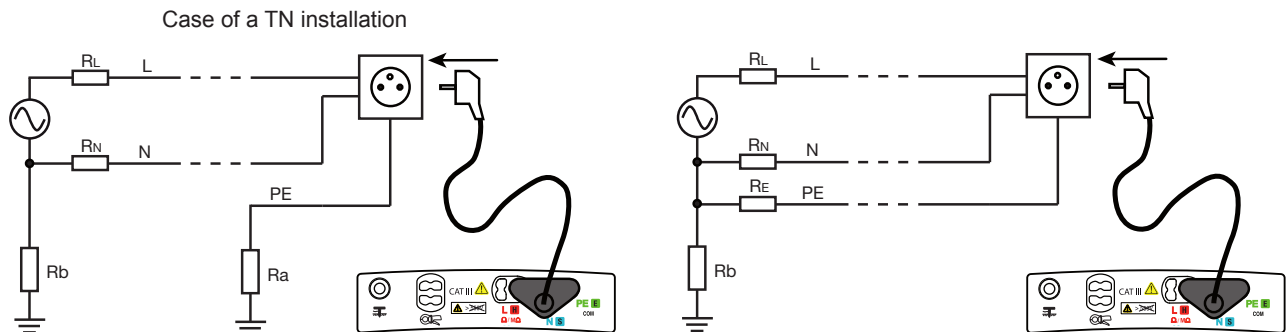 Case of a TN installation
RL L
RN N
PE
Rb
Ra
CAT III
L H
Ω/MΩ
N S
PE E
COM
RL L
RN N
RE PE
Rb
CAT III
L H
Ω/MΩ
N S
PE E
COM